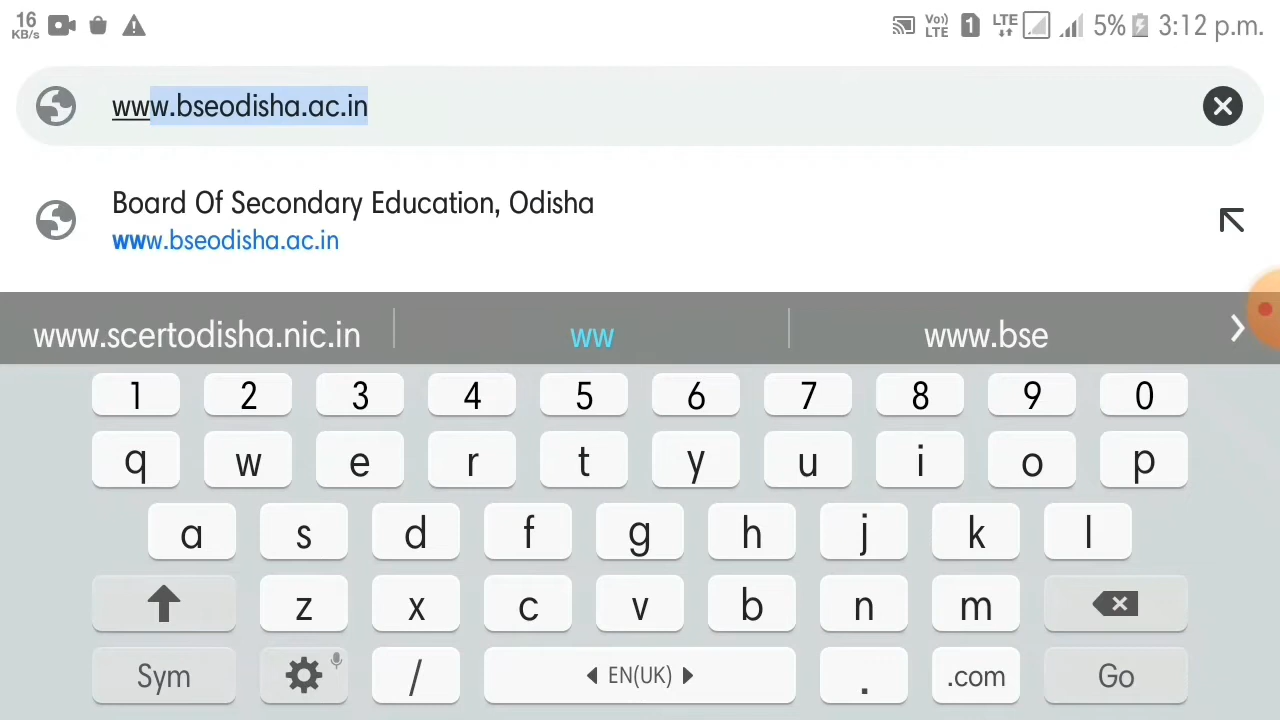 16
KB/s
Vo))
LTE
1
LTE
5%
3:12 p.m.
www.bseodisha.ac.in
Board Of Secondary Education, Odisha
www.bseodisha.ac.in
www.scertodisha.nic.in
ww
www.bse
1 2 3 4 5 6 7 8 9 0
q w e r t y u i o p
a s d f g h j k l
z x c v b n m
Sym / EN(UK) . .com Go